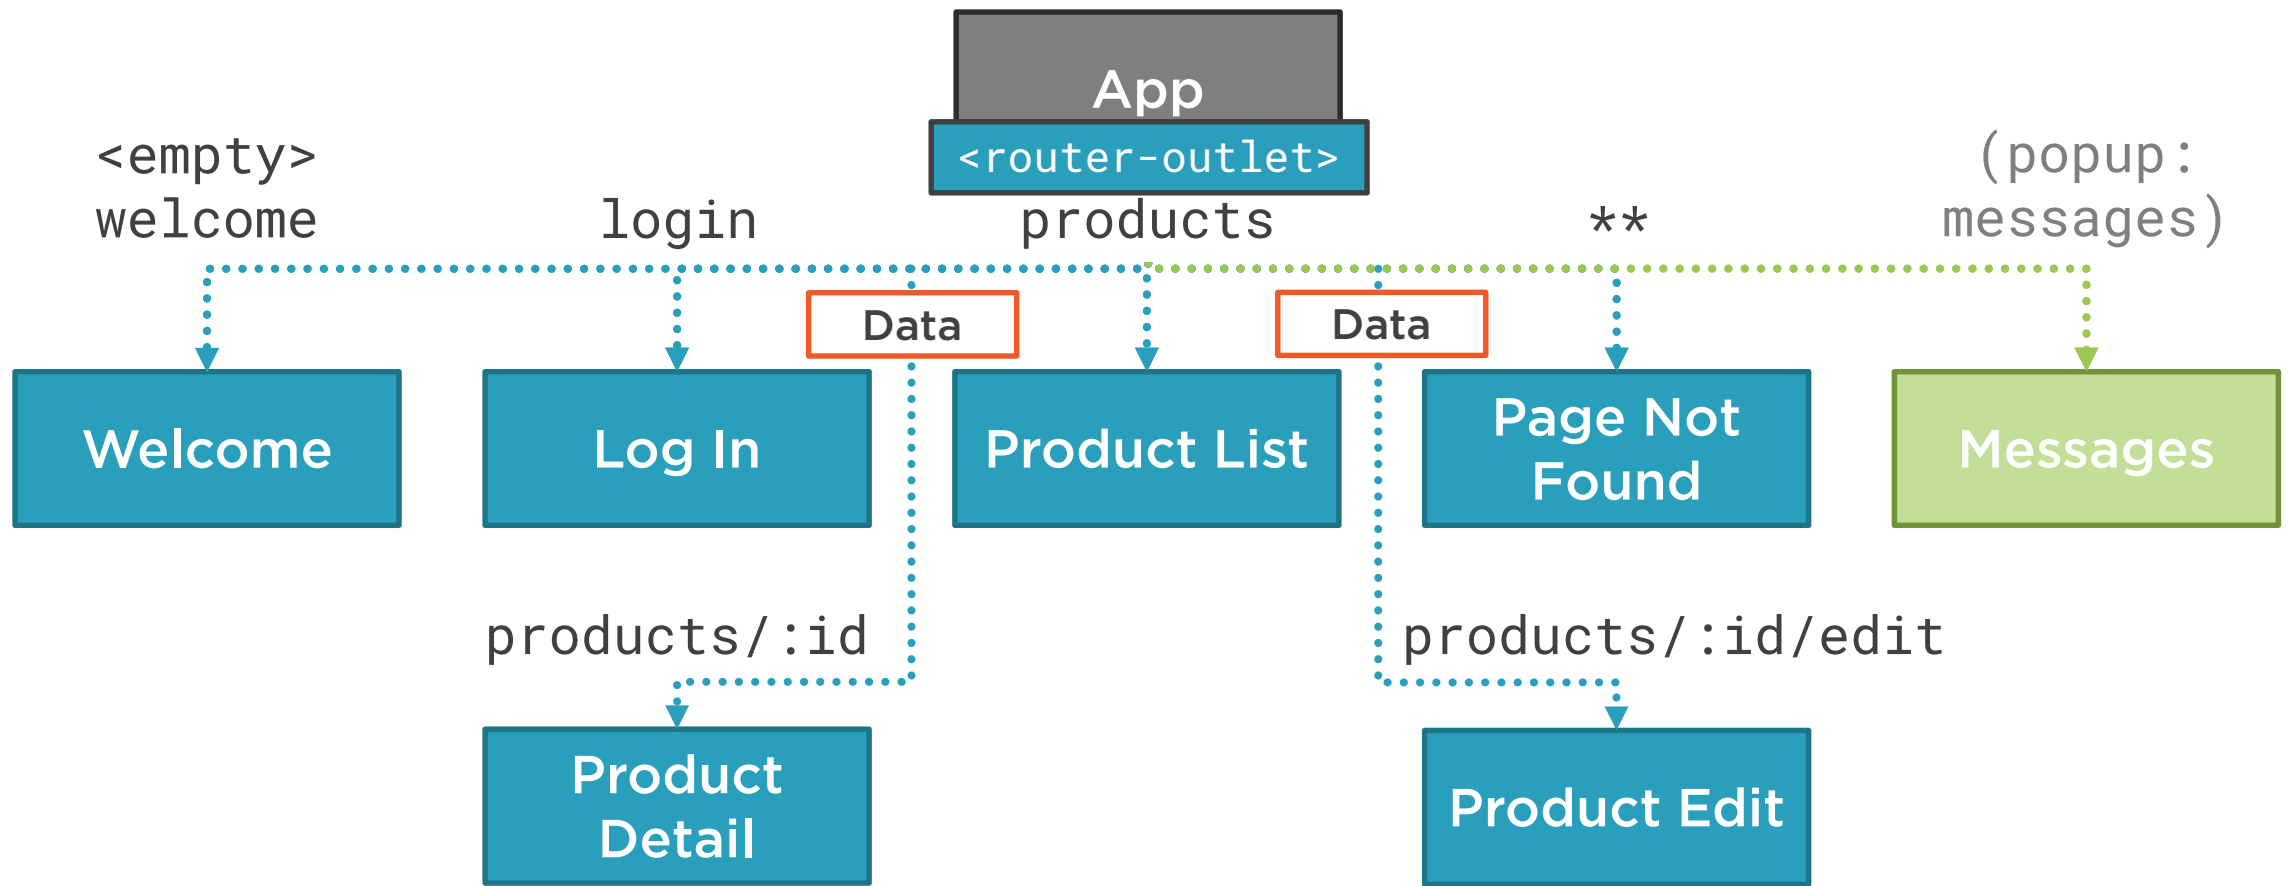 App
<router-outlet>
<empty>
welcome
login
products
**
(popup:
messages)
Data
Data
Welcome
Log In
Product List
Page Not
Found
Messages
products/:id
products/:id/edit
Product
Detail
Product Edit